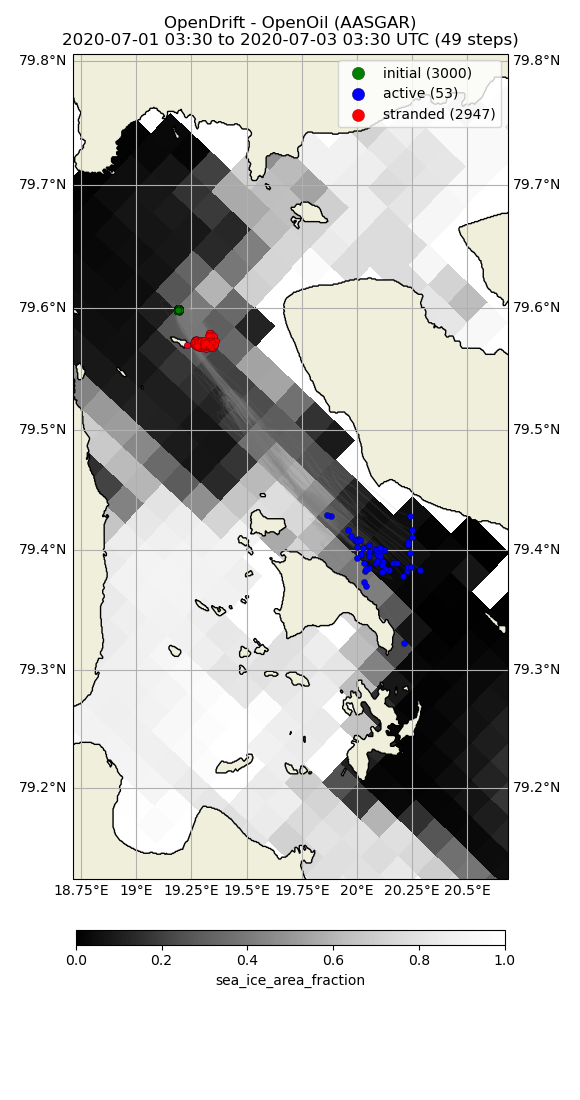 OpenDrift - OpenOil (AASGAR)
2020-07-01 03:30 to 2020-07-03 03:30 UTC (49 steps)
initial (3000)
active (53)
stranded (2947)
79.8°N 79.8°N
79.7°N 79.7°N
79.6°N 79.6°N
79.5°N 79.5°N
79.4°N 79.4°N
79.3°N 79.3°N
79.2°N 79.2°N
18.75°E 19°E 19.25°E 19.5°E 19.75°E 20°E 20.25°E 20.5°E
0.0 0.2 0.4 0.6 0.8 1.0
sea_ice_area_fraction